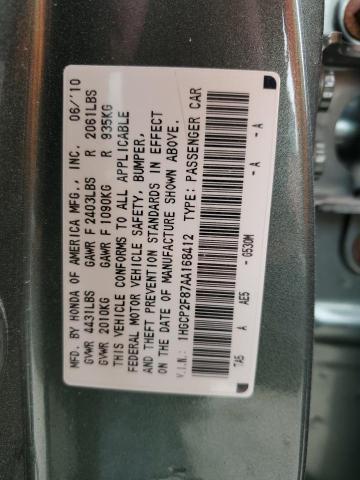 MFD. BY HONDA OF AMERICA MFG., INC. 06/'10
GVWR 4431LBS GAWR F 2403LBS R 2061LBS
GVWR 2010KG GAWR F 1090KG R 935KG
THIS VEHICLE CONFORMS TO ALL APPLICABLE
FEDERAL MOTOR VEHICLE SAFETY, BUMPER,
AND THEFT PREVENTION STANDARDS IN EFFECT
ON THE DATE OF MANUFACTURE SHOWN ABOVE.
V.I.N.: 1HGCP2F87AA168412 TYPE: PASSENGER CAR
TA5 A AE5 - G530M - A - A